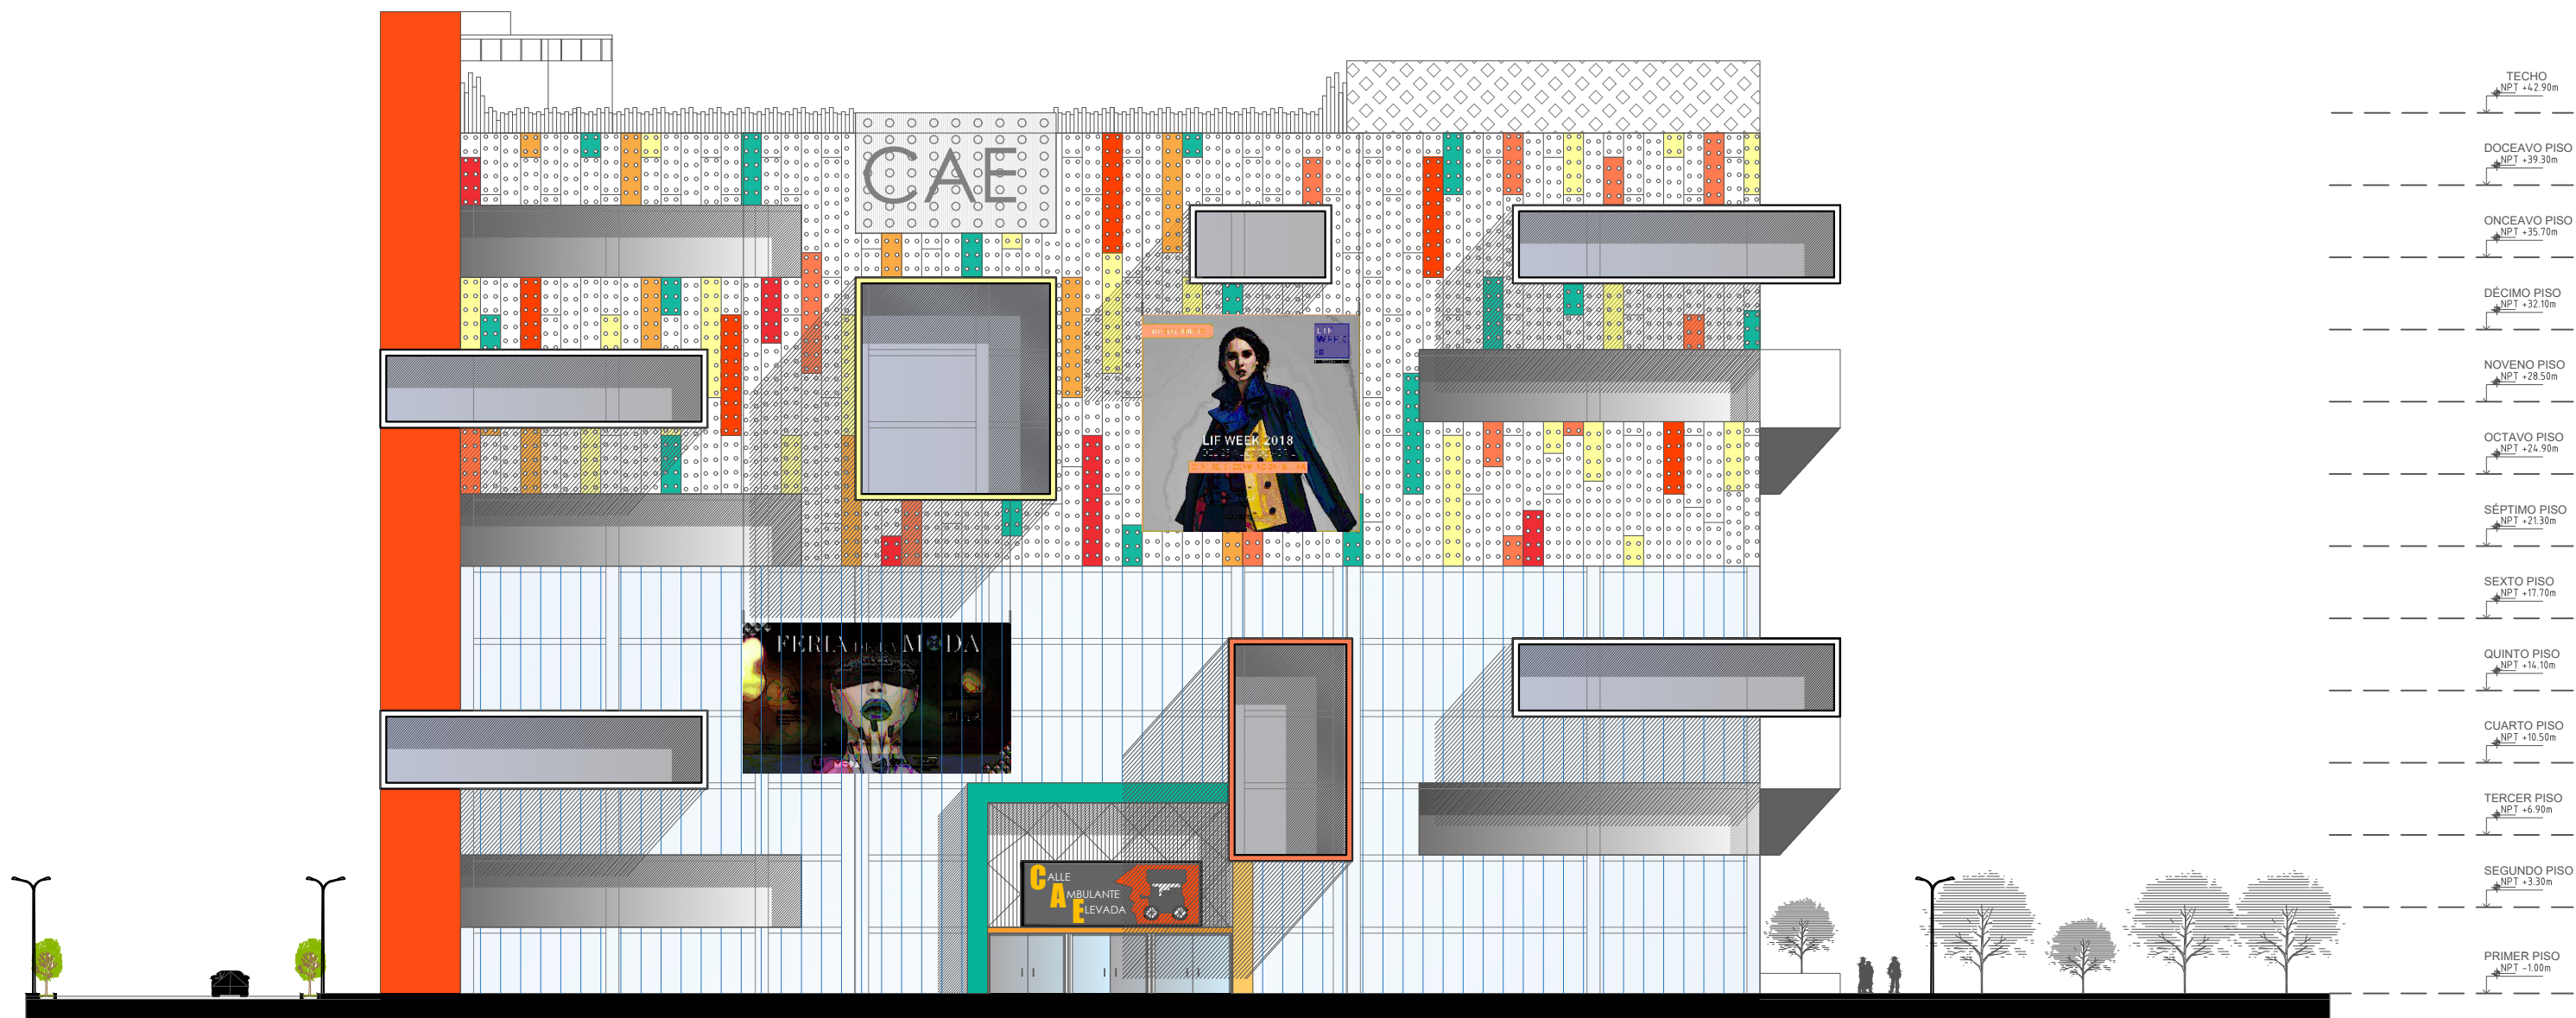 TECHO
NPT +42.90m
DOCEAVO PISO
NPT +39.30m
CAE
ONCEAVO PISO
NPT +35.70m
DÉCIMO PISO
NPT +32.10m
LIF
WEEK
NOVENO PISO
NPT +28.50m
LIF WEEK 2018
OCTAVO PISO
NPT +24.90m
SÉPTIMO PISO
NPT +21.30m
SEXTO PISO
NPT +17.70m
FERIA DE LA MODA
QUINTO PISO
NPT +14.10m
CUARTO PISO
NPT +10.50m
TERCER PISO
NPT +6.90m
CALLE
AMBULANTE
ELEVADA
SEGUNDO PISO
NPT +3.30m
PRIMER PISO
NPT -1.00m